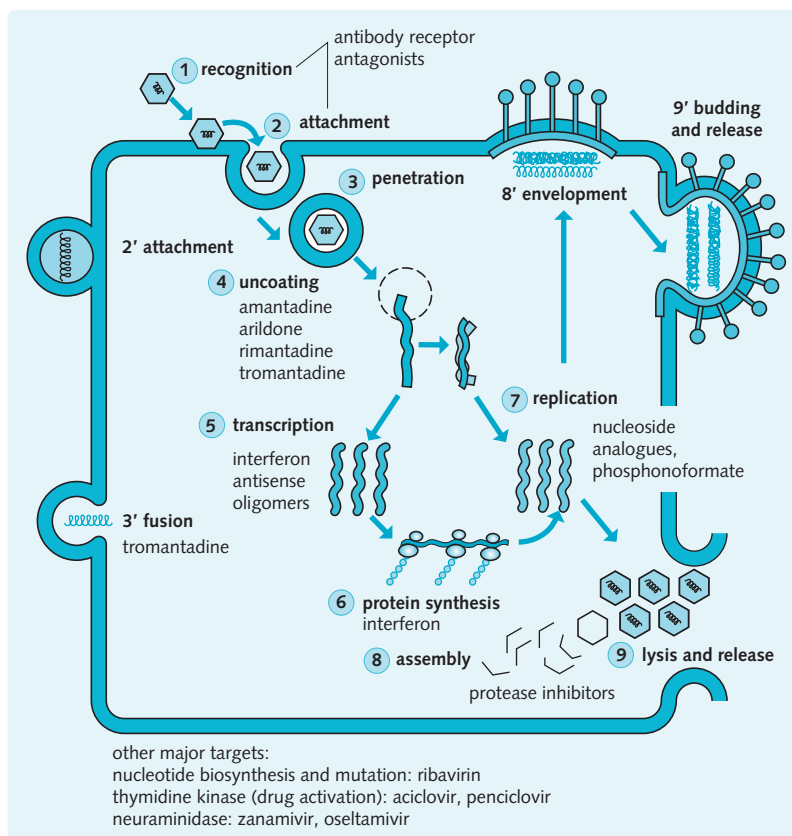 antibody receptor
antagonists
1 recognition
2 attachment
9′ budding
and release
3 penetration
8′ envelopment
2′ attachment
4 uncoating
amantadine
arildone
rimantadine
tromantadine
7 replication
nucleoside
analogues,
phosphonoformate
5 transcription
interferon
antisense
oligomers
3′ fusion
tromantadine
6 protein synthesis
interferon
8 assembly
9 lysis and release
protease inhibitors
other major targets:
nucleotide biosynthesis and mutation: ribavirin
thymidine kinase (drug activation): aciclovir, penciclovir
neuraminidase: zanamivir, oseltamivir